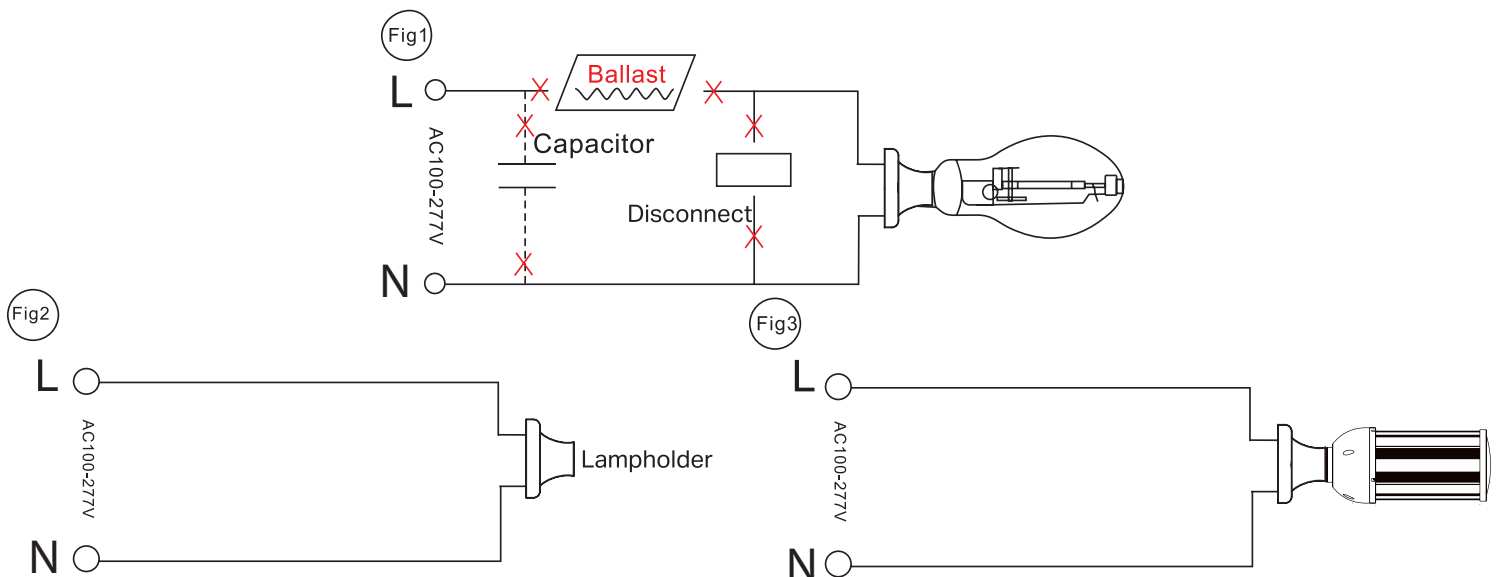 Fig1
L
Ballast
Capacitor
AC100-277V
Disconnect
N
Fig2
L
AC100-277V
Lampholder
N
Fig3
L
AC100-277V
N